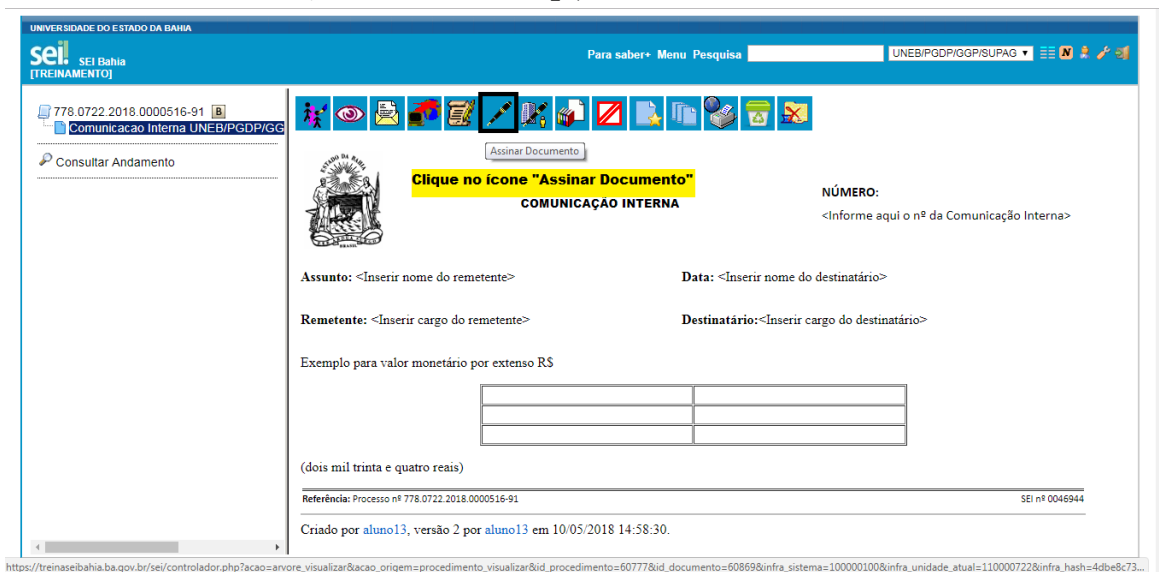 UNIVERSIDADE DO ESTADO DA BAHIA
sei! SEI Bahia
[TREINAMENTO]
Para saber+ Menu Pesquisa UNEB/PGDP/GGP/SUPAG
778.0722.2018.0000516-91 B
Comunicacao Interna UNEB/PGDP/GG
Consultar Andamento
Assinar Documento
Clique no ícone "Assinar Documento"
COMUNICAÇÃO INTERNA
NÚMERO:
<Informe aqui o nº da Comunicação Interna>
Assunto: <Inserir nome do remetente> Data: <Inserir nome do destinatário>
Remetente: <Inserir cargo do remetente> Destinatário:<Inserir cargo do destinatário>
Exemplo para valor monetário por extenso R$
(dois mil trinta e quatro reais)
Referência: Processo nº 778.0722.2018.0000516-91 SEI nº 0046944
Criado por aluno13, versão 2 por aluno13 em 10/05/2018 14:58:30.
https://treinaseibahia.ba.gov.br/sei/controlador.php?acao=arvore_visualizar&acao_origem=procedimento_visualizar&id_procedimento=60777&id_documento=60869&infra_sistema=100000100&infra_unidade_atual=110000722&infra_hash=4dbe8c73...